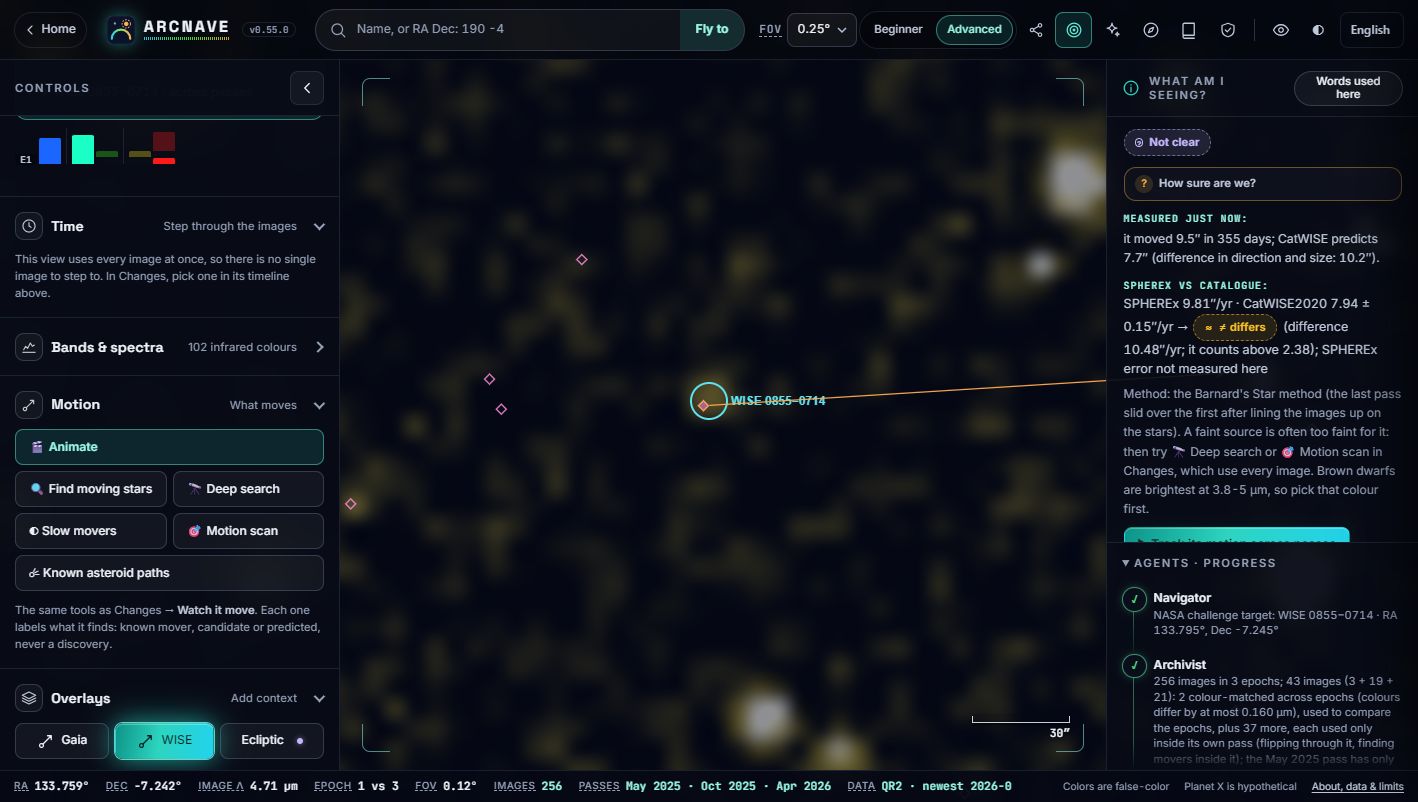 Home
ARCNAVE
v0.55.0
Name, or RA Dec: 190 -4
Fly to
FOV
0.25°
Beginner
Advanced
English
CONTROLS
E1
Time
Step through the images
This view uses every image at once, so there is no single
image to step to. In Changes, pick one in its timeline
above.
Bands & spectra
102 infrared colours
Motion
What moves
Animate
Find moving stars
Deep search
Slow movers
Motion scan
Known asteroid paths
The same tools as Changes → Watch it move. Each one
labels what it finds: known mover, candidate or predicted,
never a discovery.
Overlays
Add context
Gaia
WISE
Ecliptic
WISE 0855-0714
30″
WHAT AM I
SEEING?
Words used
here
Not clear
? How sure are we?
MEASURED JUST NOW:
it moved 9.5″ in 355 days; CatWISE predicts
7.7″ (difference in direction and size: 10.2″).
SPHEREX VS CATALOGUE:
SPHEREx 9.81″/yr · CatWISE2020 7.94 ±
0.15″/yr → ≈ ≠ differs (difference
10.48″/yr; it counts above 2.38); SPHEREx
error not measured here
Method: the Barnard's Star method (the last pass
slid over the first after lining the images up on
the stars). A faint source is often too faint for it:
then try 🔭 Deep search or 🎯 Motion scan in
Changes, which use every image. Brown dwarfs
are brightest at 3.8-5 µm, so pick that colour
first.
▾ AGENTS · PROGRESS
Navigator
NASA challenge target: WISE 0855−0714 · RA
133.795°, Dec -7.245°
Archivist
256 images in 3 epochs; 43 images (3 + 19 +
21): 2 colour-matched across epochs (colours
differ by at most 0.160 µm), used to compare
the epochs, plus 37 more, each used only
inside its own pass (flipping through it, finding
movers inside it); the May 2025 pass has only
RA 133.759° DEC -7.242° IMAGE Λ 4.71 µm EPOCH 1 vs 3 FOV 0.12° IMAGES 256 PASSES May 2025 · Oct 2025 · Apr 2026 DATA QR2 · newest 2026-0
Colors are false-color
Planet X is hypothetical
About, data & limits